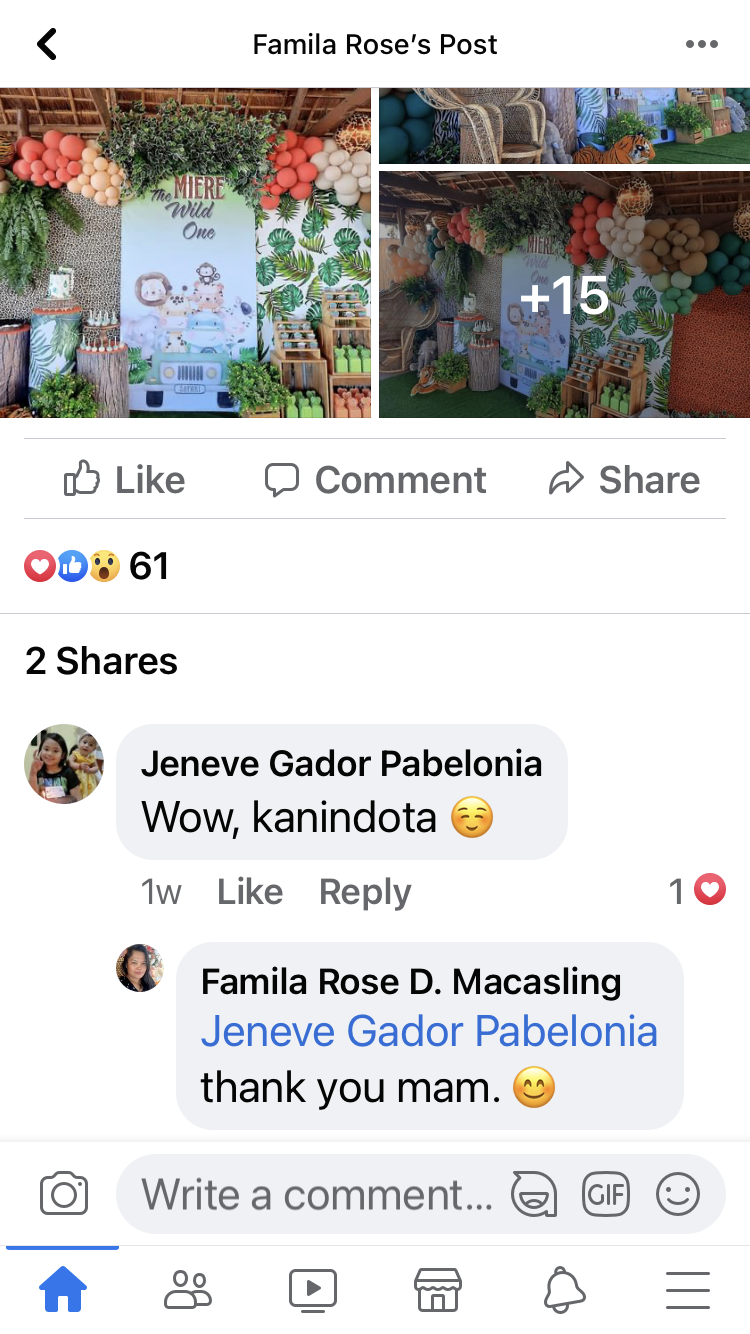 Famila Rose's Post
MIERE
The Wild
One
SAFARI
MIERE
+15
Like Comment Share
61
2 Shares
Jeneve Gador Pabelonia
Wow, kanindota ☺️
1w Like Reply 1
Famila Rose D. Macasling
Jeneve Gador Pabelonia
thank you mam. 😊
Write a comment... GIF